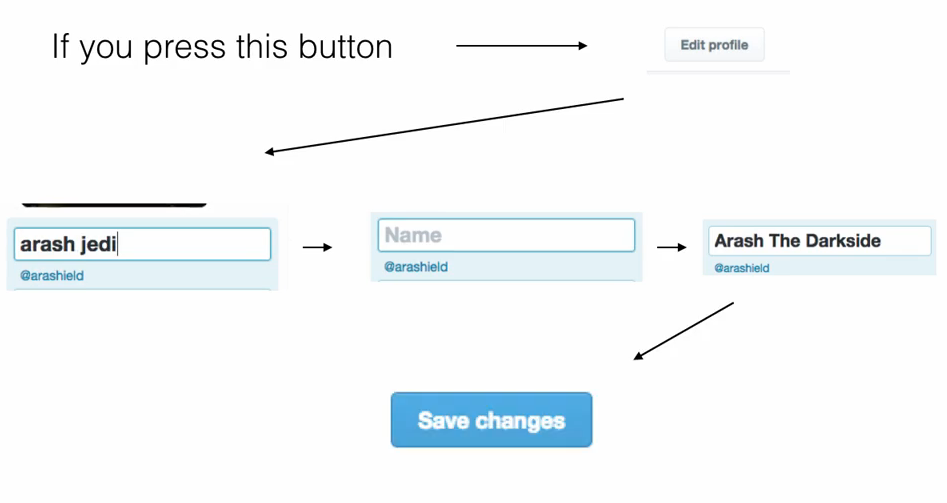 If you press this button
Edit profile
arash jedi
@arashield
Name
@arashield
Arash The Darkside
@arashield
Save changes